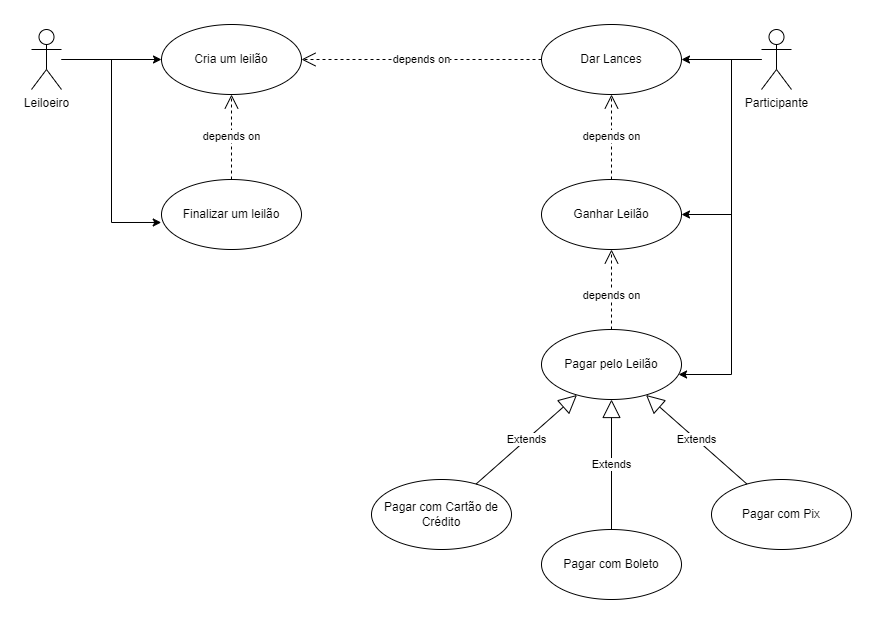 Cria um leilão
depends on
Dar Lances
Leiloeiro
Participante
depends on
depends on
Finalizar um leilão
Ganhar Leilão
depends on
Pagar pelo Leilão
Extends
Extends
Extends
Pagar com Cartão de
Crédito
Pagar com Pix
Pagar com Boleto